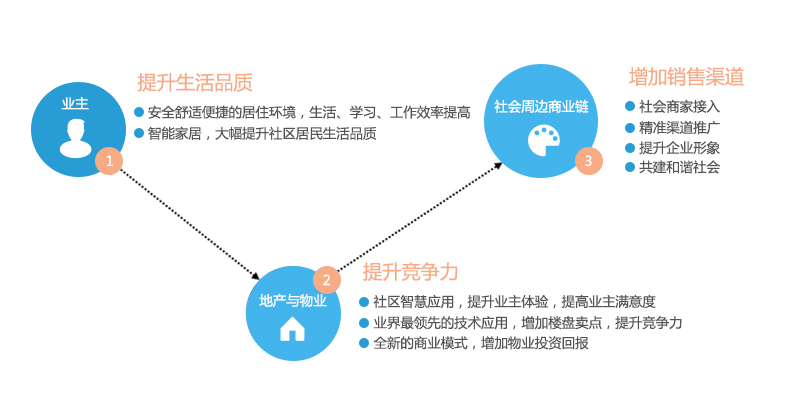 提升生活品质
业主
安全舒适便捷的居住环境，生活、学习、工作效率提高
智能家居，大幅提升社区居民生活品质
1
地产与物业
2
提升竞争力
社区智慧应用，提升业主体验，提高业主满意度
业界最领先的技术应用，增加楼盘卖点，提升竞争力
全新的商业模式，增加物业投资回报
社会周边商业链
3
增加销售渠道
社会商家接入
精准渠道推广
提升企业形象
共建和谐社会